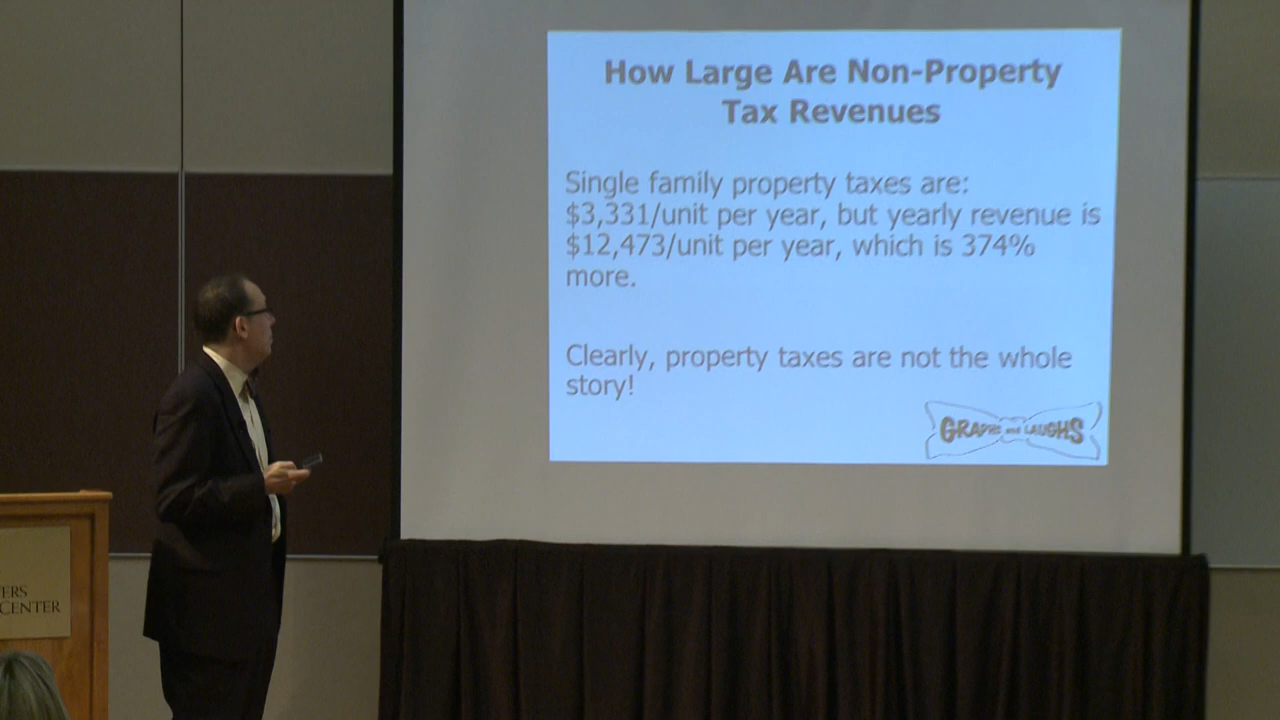 How Large Are Non-Property
Tax Revenues
Single family property taxes are:
$3,331/unit per year, but yearly revenue is
$12,473/unit per year, which is 374%
more.
Clearly, property taxes are not the whole
story!
GRAPHS and LAUGHS
ERS
CENTER